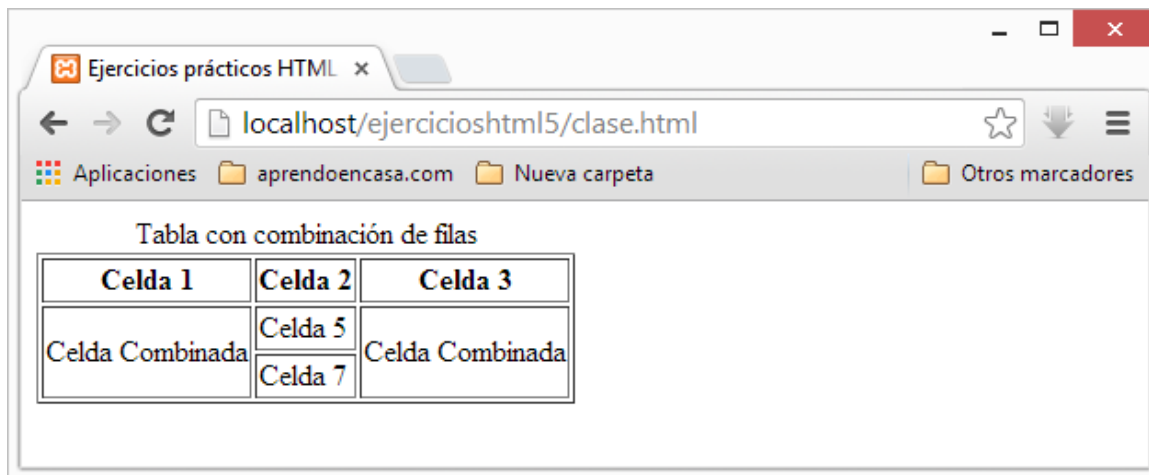 Ejercicios prácticos HTML
localhost/ejercicioshtml5/clase.html
Aplicaciones aprendoencasa.com Nueva carpeta Otros marcadores
Tabla con combinación de filas
Celda 1 Celda 2 Celda 3
Celda Combinada Celda 5 Celda Combinada
Celda 7